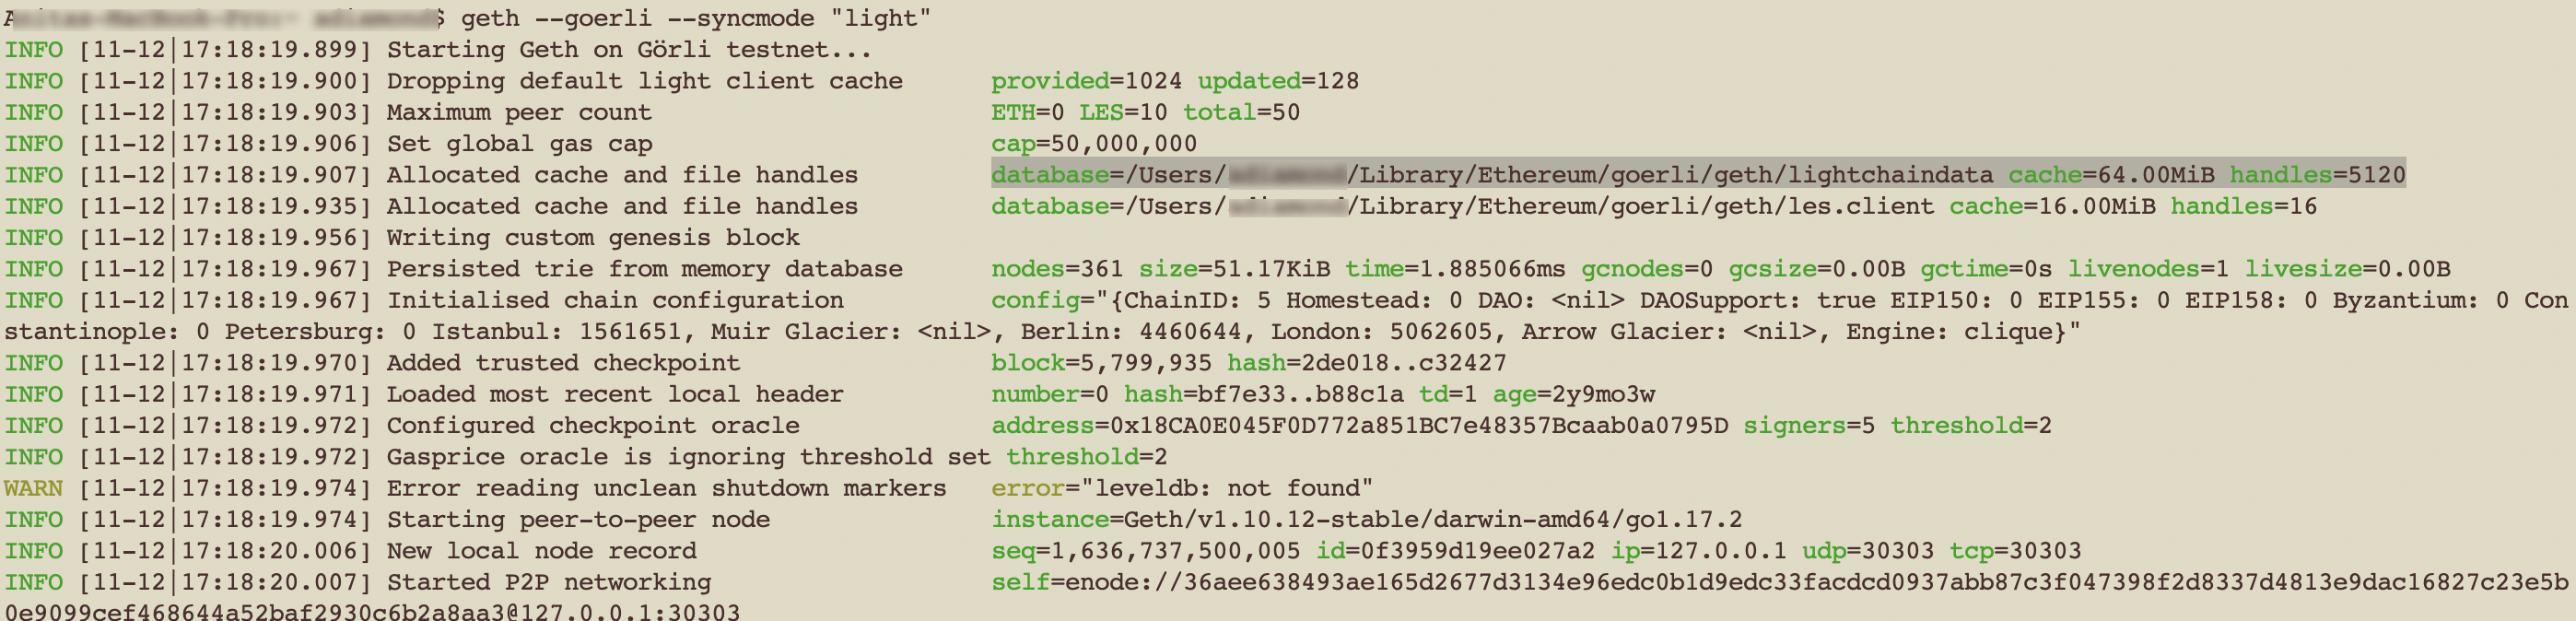 $ geth --goerli --syncmode "light"
INFO [11-12|17:18:19.899] Starting Geth on Görli testnet...
INFO [11-12|17:18:19.900] Dropping default light client cache provided=1024 updated=128
INFO [11-12|17:18:19.903] Maximum peer count ETH=0 LES=10 total=50
INFO [11-12|17:18:19.906] Set global gas cap cap=50,000,000
INFO [11-12|17:18:19.907] Allocated cache and file handles database=/Users/ /Library/Ethereum/goerli/geth/lightchaindata cache=64.00MiB handles=5120
INFO [11-12|17:18:19.935] Allocated cache and file handles database=/Users/ /Library/Ethereum/goerli/geth/les.client cache=16.00MiB handles=16
INFO [11-12|17:18:19.956] Writing custom genesis block
INFO [11-12|17:18:19.967] Persisted trie from memory database nodes=361 size=51.17KiB time=1.885066ms gcnodes=0 gcsize=0.00B gctime=0s livenodes=1 livesize=0.00B
INFO [11-12|17:18:19.967] Initialised chain configuration config="{ChainID: 5 Homestead: 0 DAO: <nil> DAOSupport: true EIP150: 0 EIP155: 0 EIP158: 0 Byzantium: 0 Con
stantinople: 0 Petersburg: 0 Istanbul: 1561651, Muir Glacier: <nil>, Berlin: 4460644, London: 5062605, Arrow Glacier: <nil>, Engine: clique}"
INFO [11-12|17:18:19.970] Added trusted checkpoint block=5,799,935 hash=2de018..c32427
INFO [11-12|17:18:19.971] Loaded most recent local header number=0 hash=bf7e33..b88c1a td=1 age=2y9mo3w
INFO [11-12|17:18:19.972] Configured checkpoint oracle address=0x18CA0E045F0D772a851BC7e48357Bcaab0a0795D signers=5 threshold=2
INFO [11-12|17:18:19.972] Gasprice oracle is ignoring threshold set threshold=2
WARN [11-12|17:18:19.974] Error reading unclean shutdown markers error="leveldb: not found"
INFO [11-12|17:18:19.974] Starting peer-to-peer node instance=Geth/v1.10.12-stable/darwin-amd64/go1.17.2
INFO [11-12|17:18:20.006] New local node record seq=1,636,737,500,005 id=0f3959d19ee027a2 ip=127.0.0.1 udp=30303 tcp=30303
INFO [11-12|17:18:20.007] Started P2P networking self=enode://36aee638493ae165d2677d3134e96edc0b1d9edc33facdcd0937abb87c3f047398f2d8337d4813e9dac16827c23e5b
0e9099cef468644a52baf2930c6b2a8aa3@127.0.0.1:30303